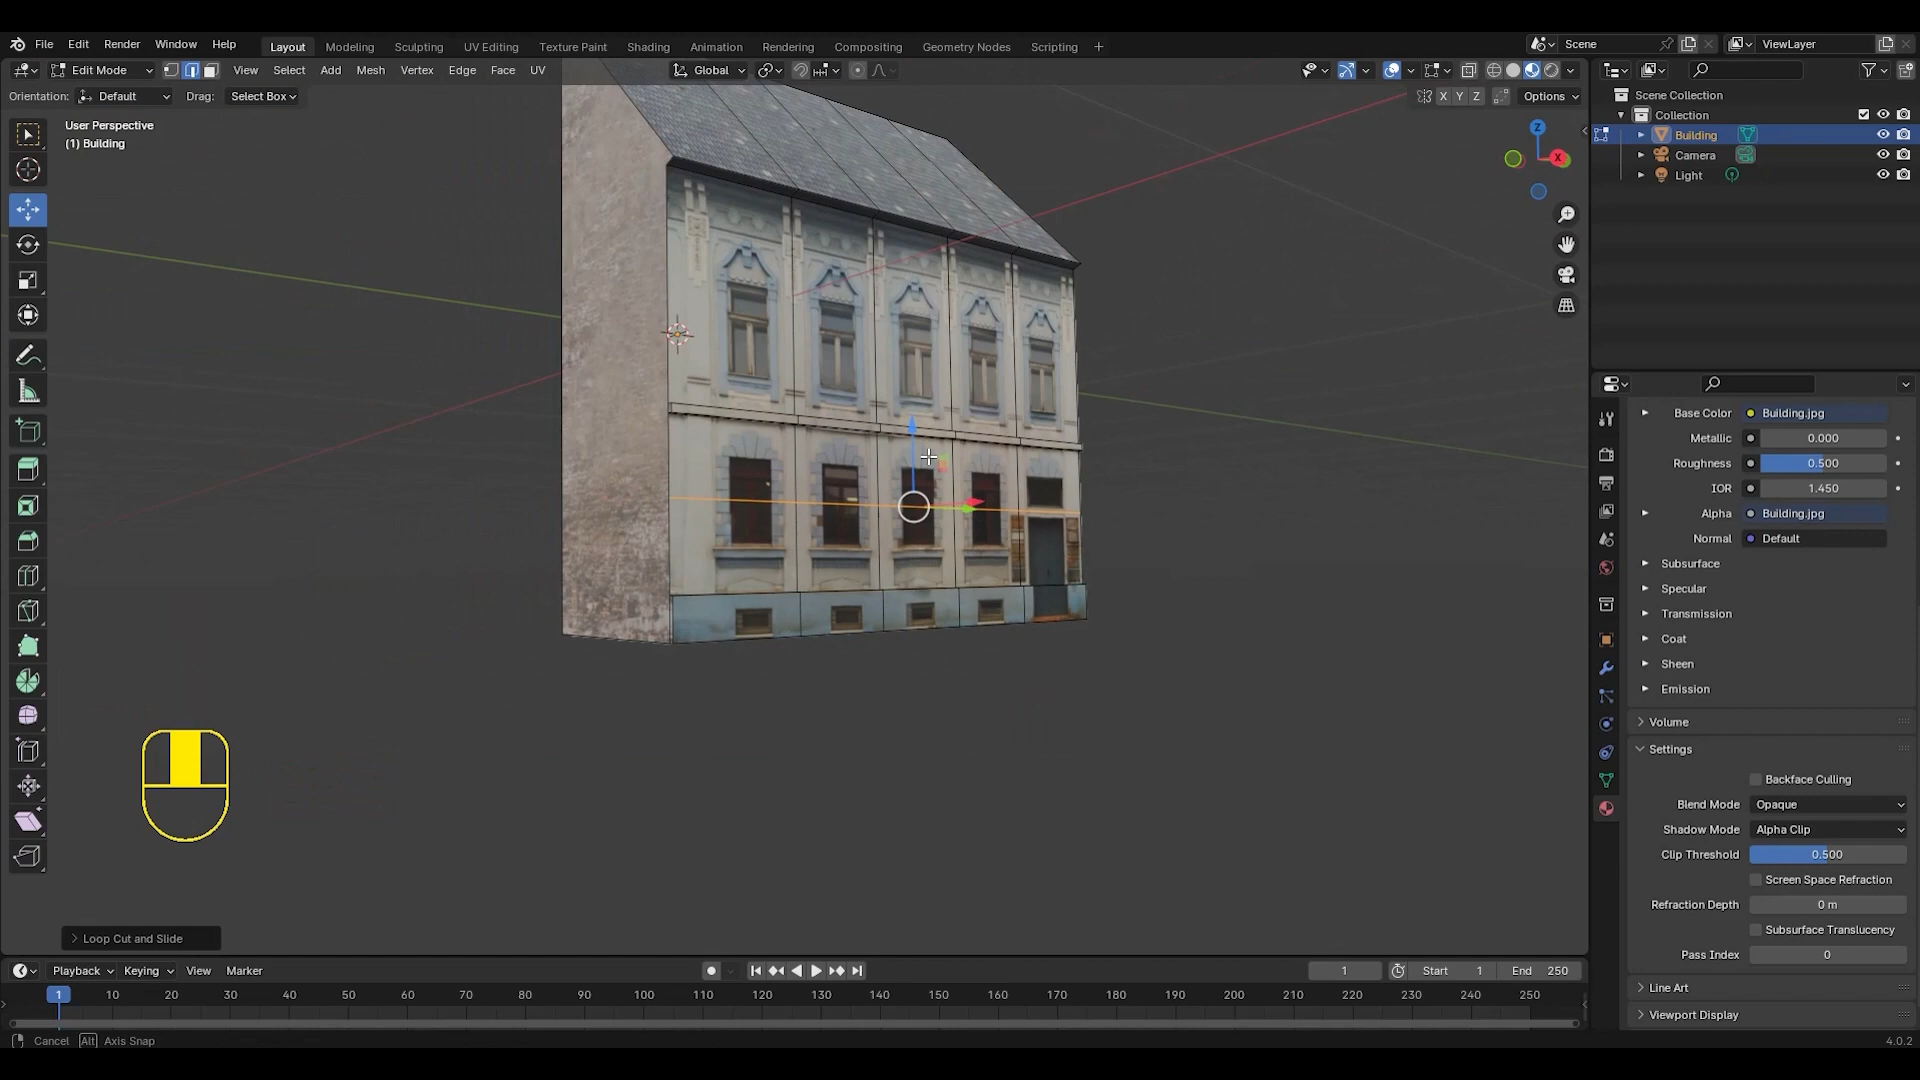 File Edit Render Window Help Layout Modeling Sculpting UV Editing Texture Paint Shading Animation Rendering Compositing Geometry Nodes Scripting + Scene ViewLayer
Edit Mode View Select Add Mesh Vertex Edge Face UV Global
Orientation: Default Drag: Select Box X Y Z Options
User Perspective
(1) Building
Z
X
Scene Collection
Collection
Building
Camera
Light
Base Color Building.jpg
Metallic 0.000
Roughness 0.500
IOR 1.450
Alpha Building.jpg
Normal Default
Subsurface
Specular
Transmission
Coat
Sheen
Emission
Volume
Settings
Backface Culling
Blend Mode Opaque
Shadow Mode Alpha Clip
Clip Threshold 0.500
Screen Space Refraction
Refraction Depth 0 m
Subsurface Translucency
Pass Index 0
Line Art
Viewport Display
Loop Cut and Slide
Playback Keying View Marker 1 Start 1 End 250
1 10 20 30 40 50 60 70 80 90 100 110 120 130 140 150 160 170 180 190 200 210 220 230 240 250
Cancel Alt Axis Snap 4.0.2